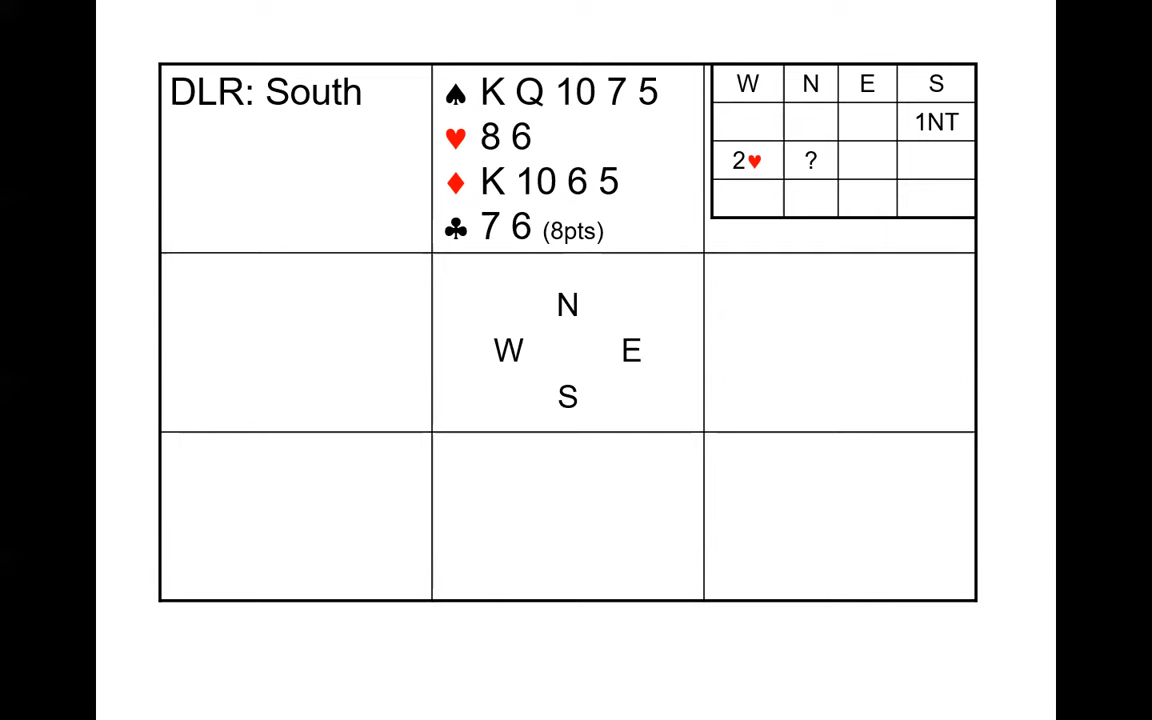 DLR: South
♠ K Q 10 7 5
♥ 8 6
♦ K 10 6 5
♣ 7 6 (8pts)
W N E S
1NT
2♥ ?
N
W E
S